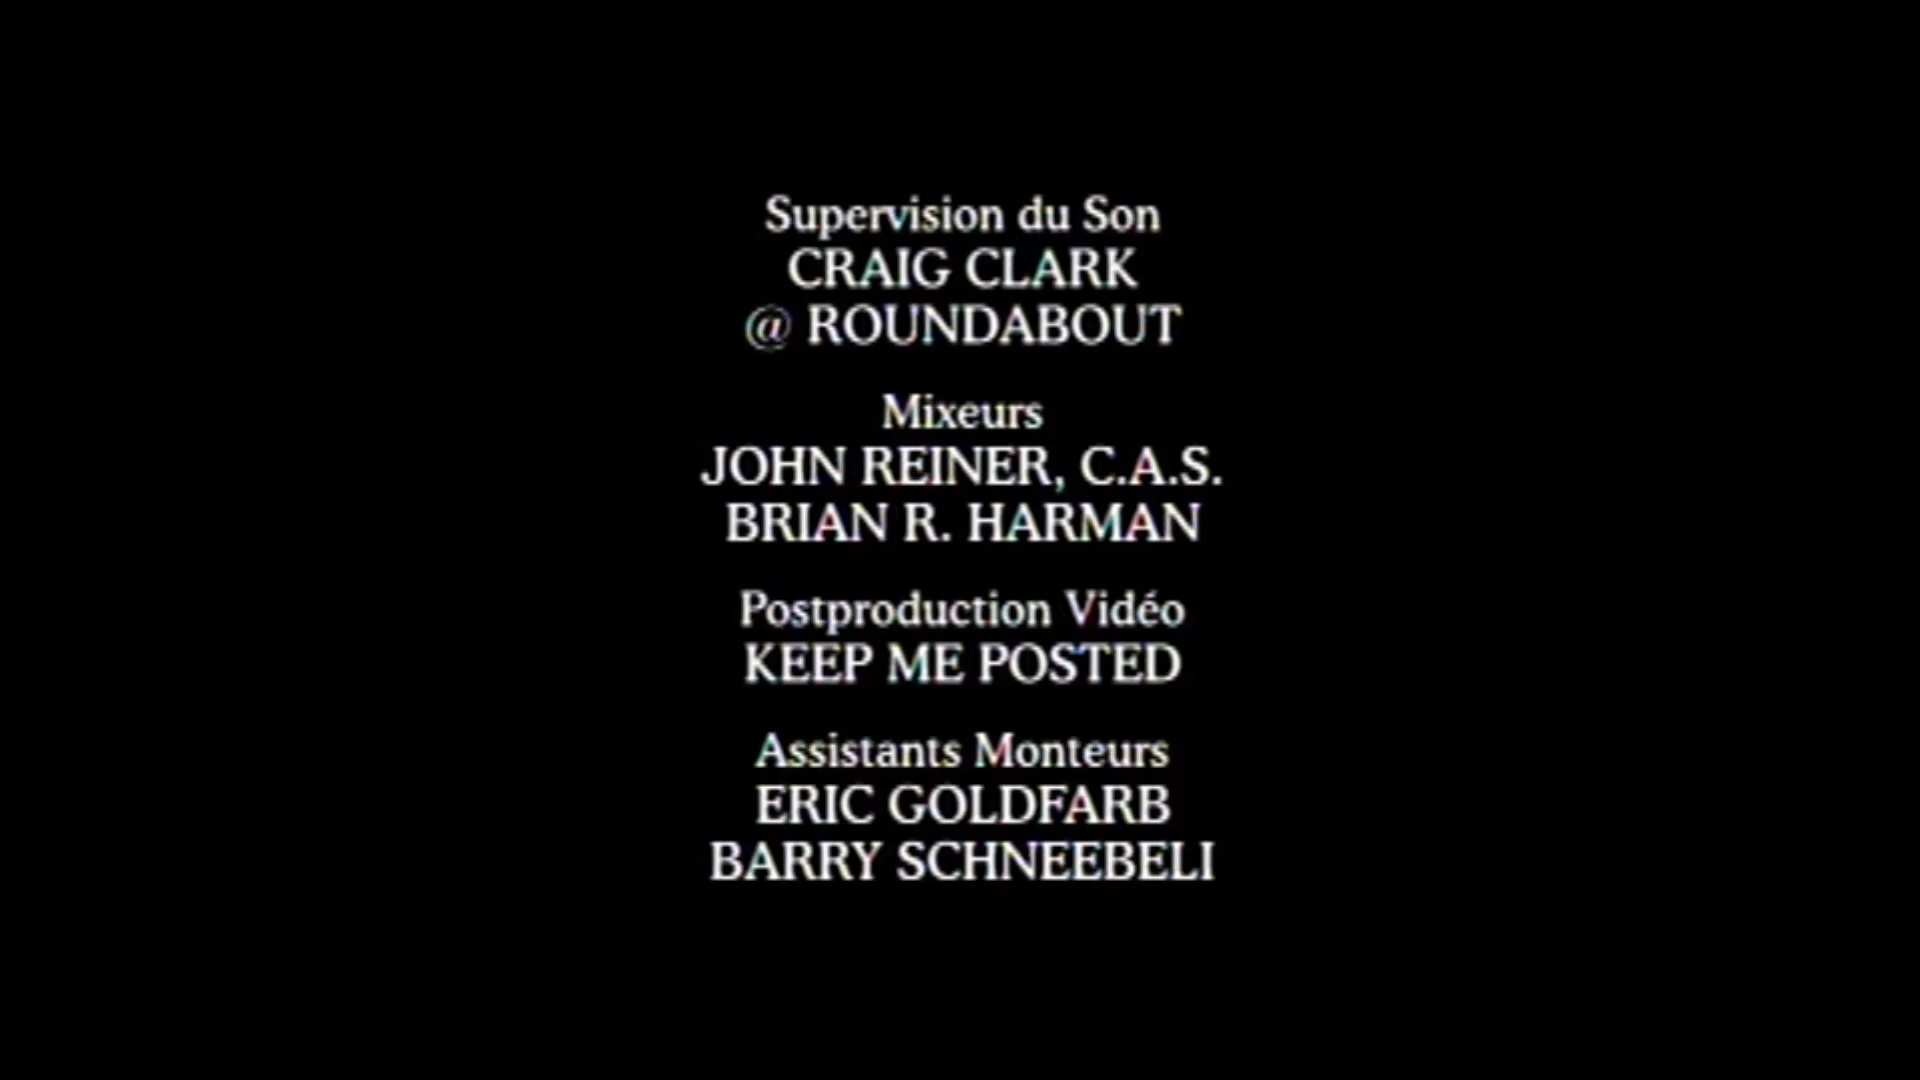 Supervision du Son
CRAIG CLARK
@ ROUNDABOUT
Mixeurs
JOHN REINER, C.A.S.
BRIAN R. HARMAN
Postproduction Vidéo
KEEP ME POSTED
Assistants Monteurs
ERIC GOLDFARB
BARRY SCHNEEBELI